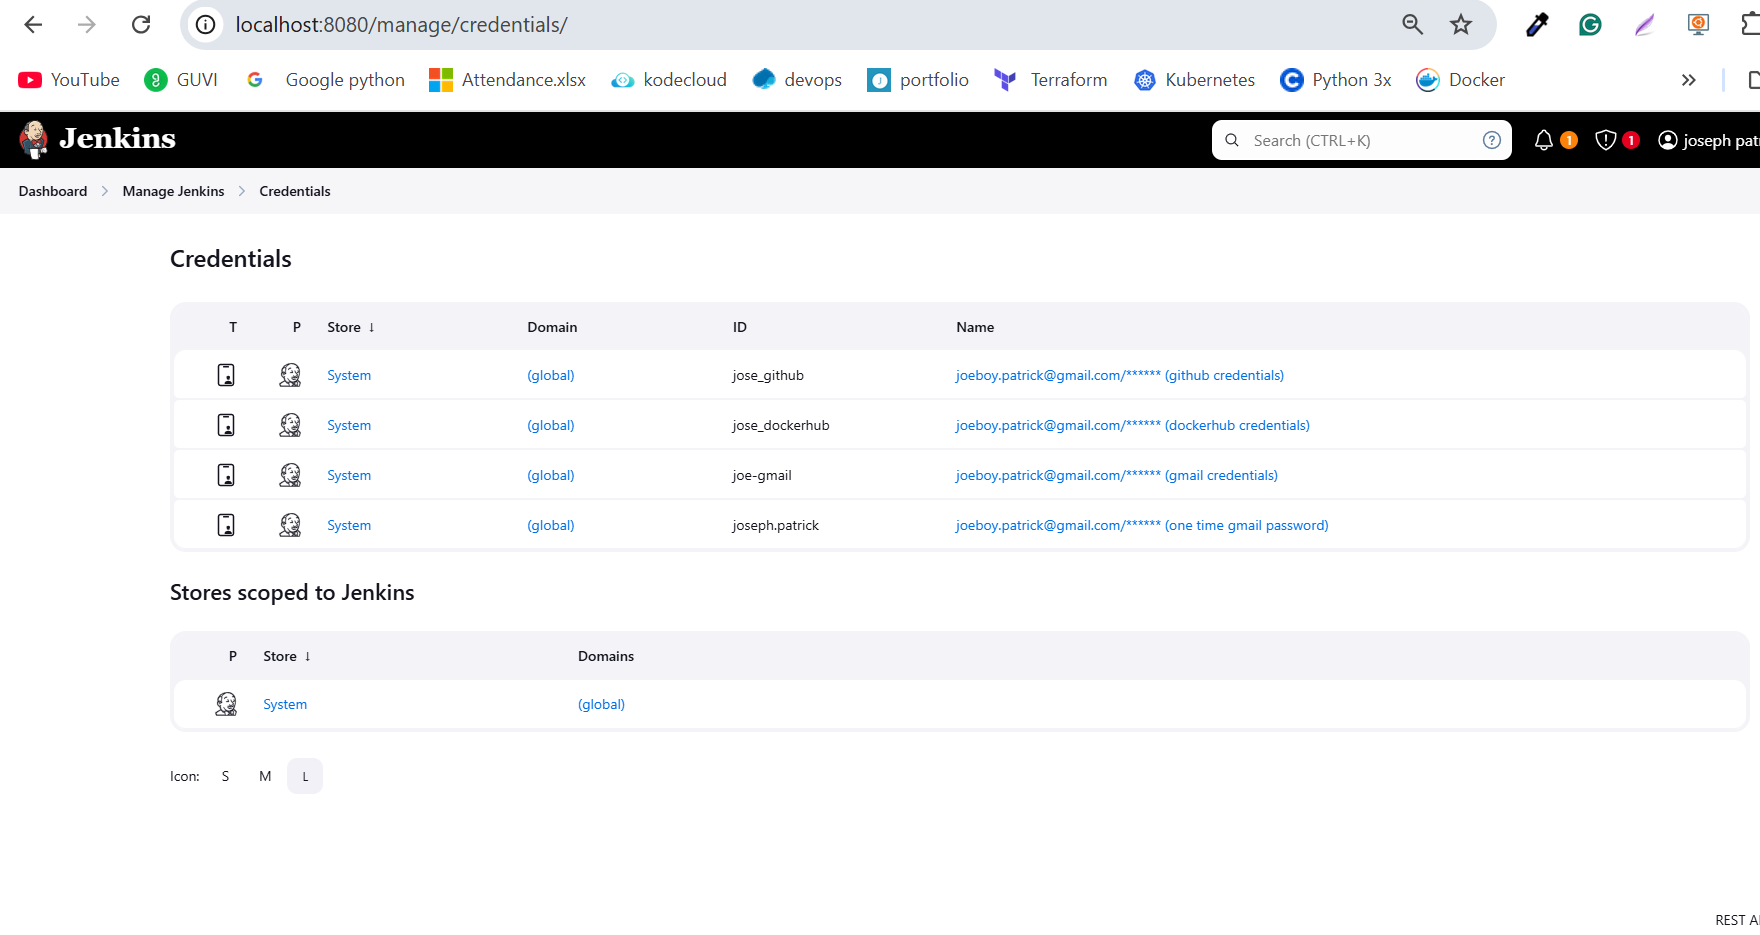 localhost:8080/manage/credentials/
YouTube GUVI Google python Attendance.xlsx kodecloud devops portfolio Terraform Kubernetes Python 3x Docker
Jenkins Search (CTRL+K) 1 1 joseph pat
Dashboard Manage Jenkins Credentials
Credentials
T P Store ↓ Domain ID Name
System (global) jose_github joeboy.patrick@gmail.com/****** (github credentials)
System (global) jose_dockerhub joeboy.patrick@gmail.com/****** (dockerhub credentials)
System (global) joe-gmail joeboy.patrick@gmail.com/****** (gmail credentials)
System (global) joseph.patrick joeboy.patrick@gmail.com/****** (one time gmail password)
Stores scoped to Jenkins
P Store ↓ Domains
System (global)
Icon: S M L
REST A